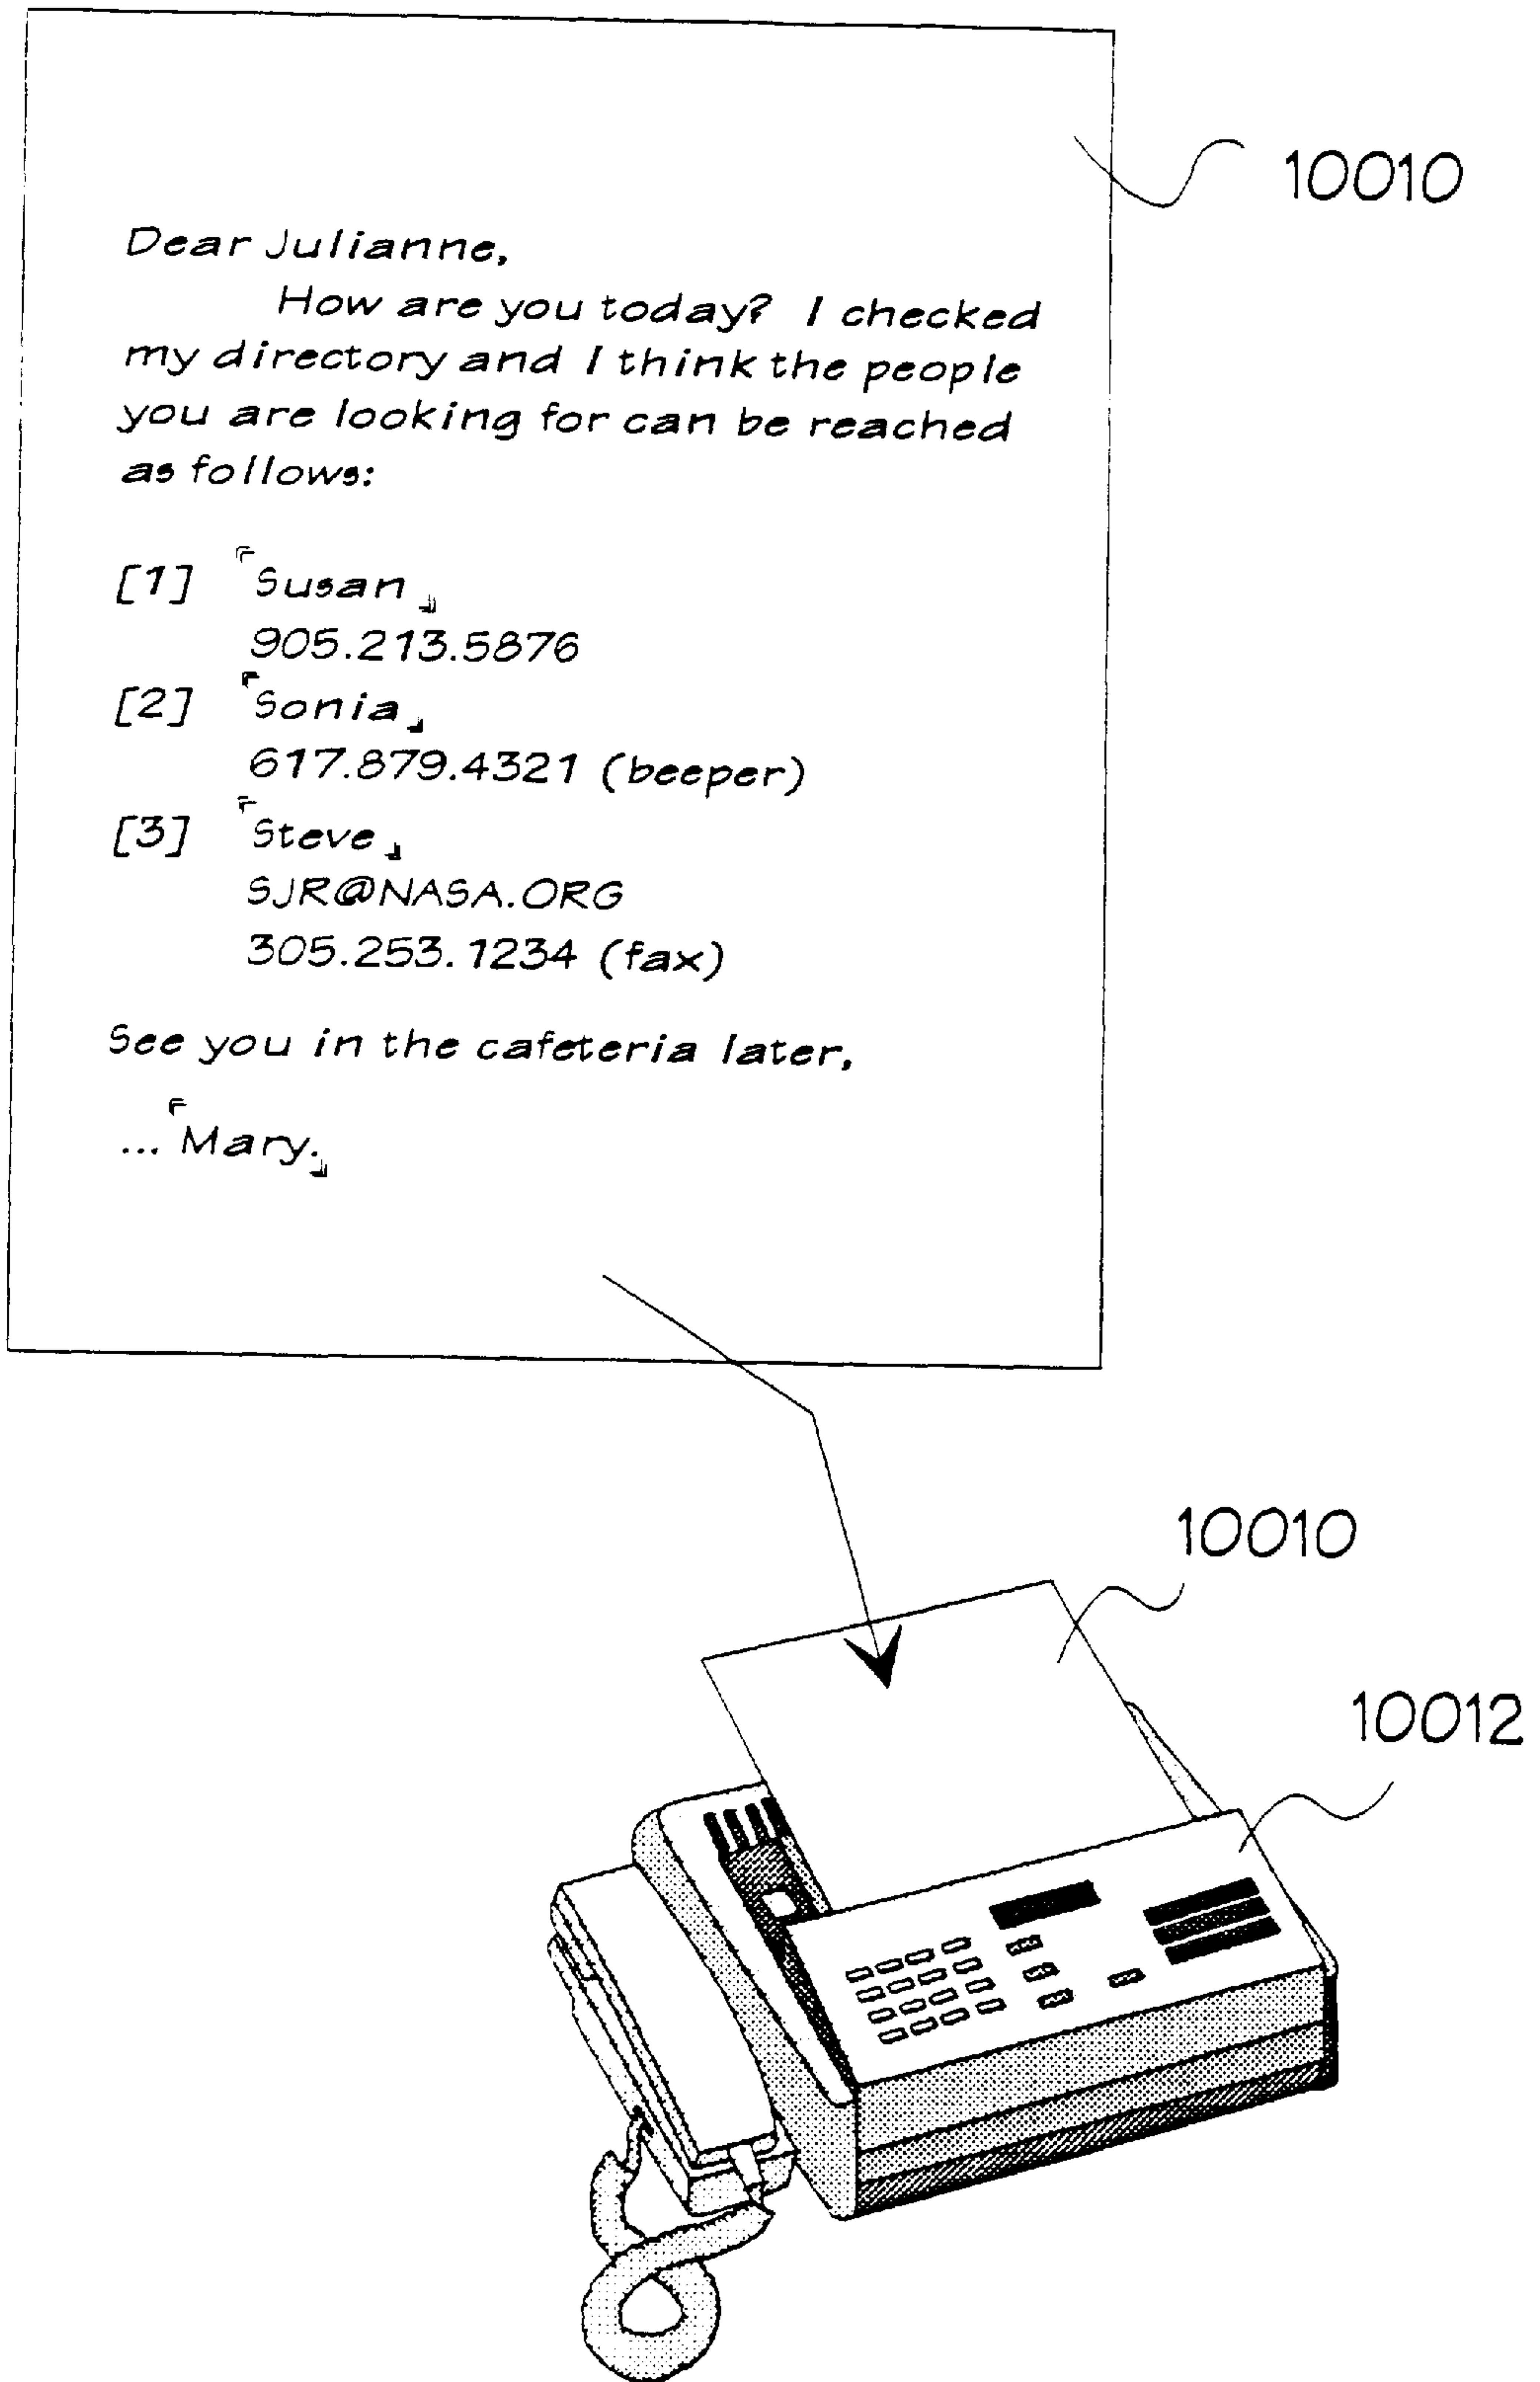 10010
Dear Julianne,
How are you today? I checked
my directory and I think the people
you are looking for can be reached
as follows:
[1] ⌜Susan⌟
905.213.5876
[2] ⌜Sonia⌟
617.879.4321 (beeper)
[3] ⌜Steve⌟
SJR@NASA.ORG
305.253.1234 (fax)
See you in the cafeteria later,
... ⌜Mary.⌟
10010
10012